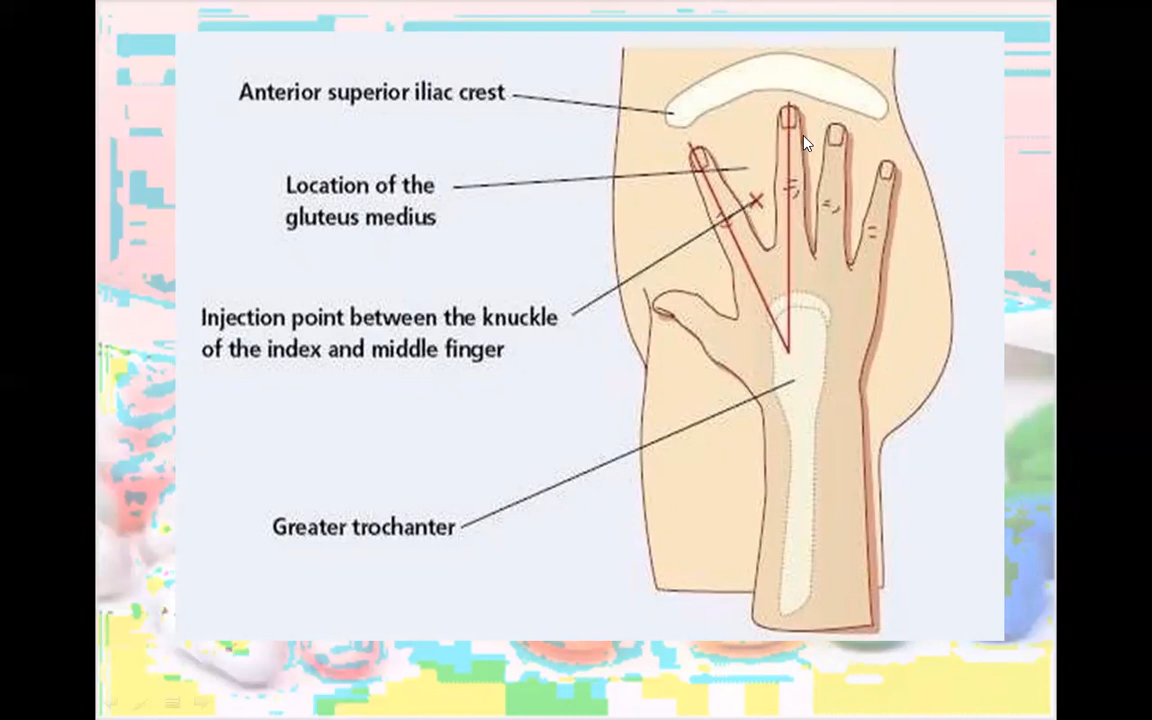 Anterior superior iliac crest
Location of the
gluteus medius
Injection point between the knuckle
of the index and middle finger
Greater trochanter